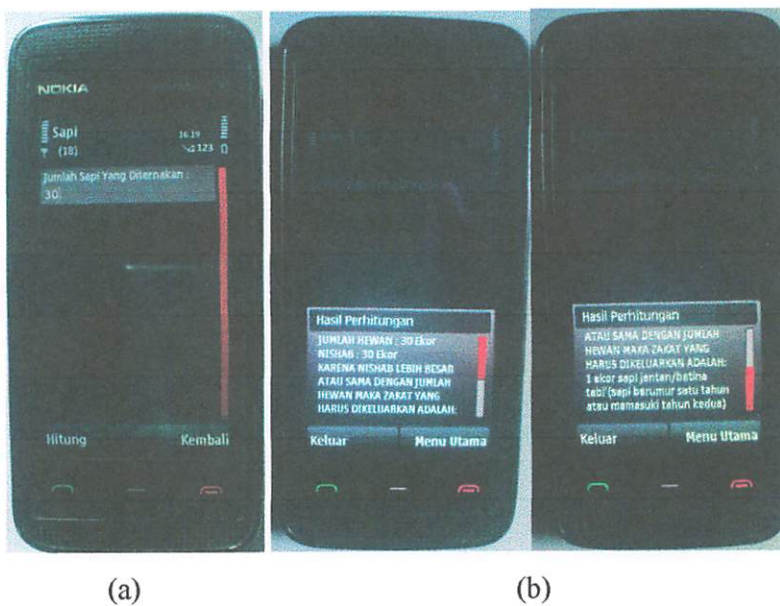 NOKIA
Sapi
16.19
(18)
123
Jumlah Sapi Yang Diternakan :
30
Hitung
Kembali
Hasil Perhitungan
JUMLAH HEWAN : 30 Ekor
NISHAB : 30 Ekor
KARENA NISHAB LEBIH BESAR
ATAU SAMA DENGAN JUMLAH
HEWAN MAKA ZAKAT YANG
HARUS DIKELUARKAN ADALAH:
Keluar
Menu Utama
Hasil Perhitungan
ATAU SAMA DENGAN JUMLAH
HEWAN MAKA ZAKAT YANG
HARUS DIKELUARKAN ADALAH:
1 ekor sapi jantan/betina
tabi'(sapi berumur satu tahun
atau memasuki tahun kedua)
Keluar
Menu Utama
(a)
(b)